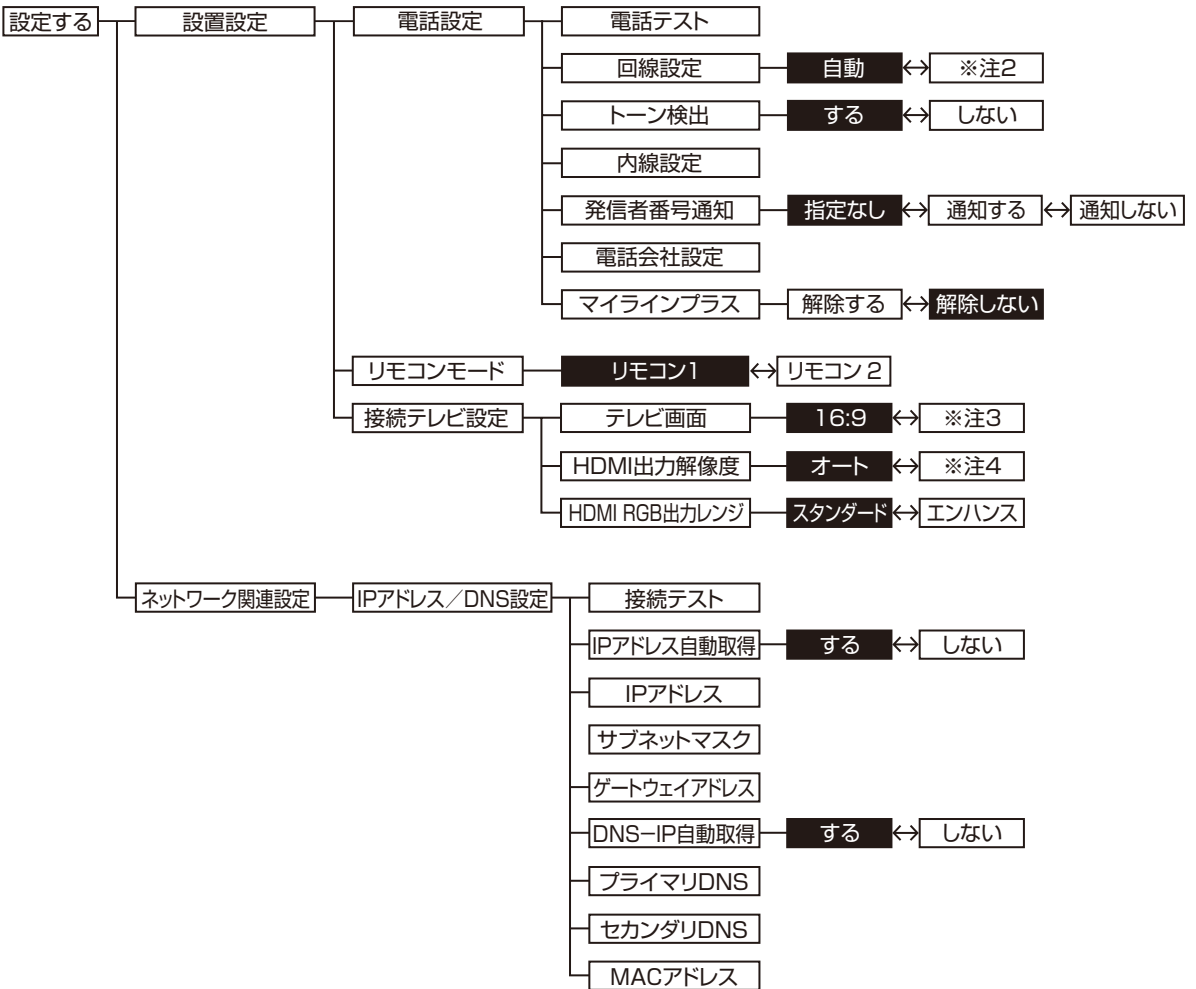 設定する 設置設定 電話設定 電話テスト
回線設定 自動 ↔ ※注2
トーン検出 する ↔ しない
内線設定
発信者番号通知 指定なし ↔ 通知する ↔ 通知しない
電話会社設定
マイラインプラス 解除する ↔ 解除しない
リモコンモード リモコン1 ↔ リモコン2
接続テレビ設定 テレビ画面 16:9 ↔ ※注3
HDMI出力解像度 オート ↔ ※注4
HDMI RGB出力レンジ スタンダード ↔ エンハンス
ネットワーク関連設定 IPアドレス／DNS設定 接続テスト
IPアドレス自動取得 する ↔ しない
IPアドレス
サブネットマスク
ゲートウェイアドレス
DNS−IP自動取得 する ↔ しない
プライマリDNS
セカンダリDNS
MACアドレス